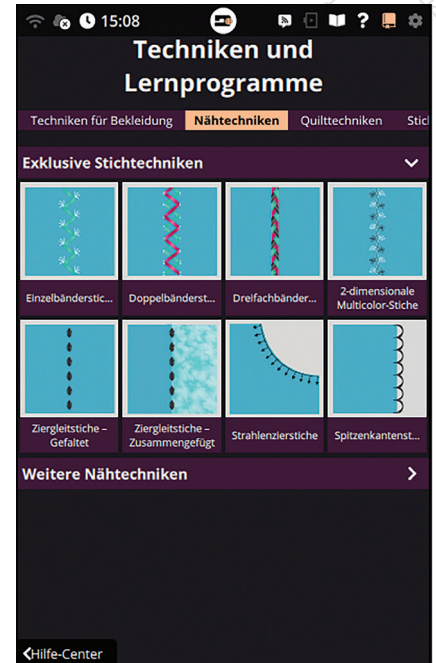 15:08
?
Techniken und
Lernprogramme
Techniken für Bekleidung Nähtechniken Quilttechniken Stic
Exklusive Stichtechniken
Einzelbänderstic... Doppelbänderst... Dreifachbänder... 2-dimensionale
Multicolor-Stiche
Ziergleitstiche – Ziergleitstiche – Strahlenzierstiche Spitzenkantenst...
Gefaltet Zusammengefügt
Weitere Nähtechniken
Hilfe-Center